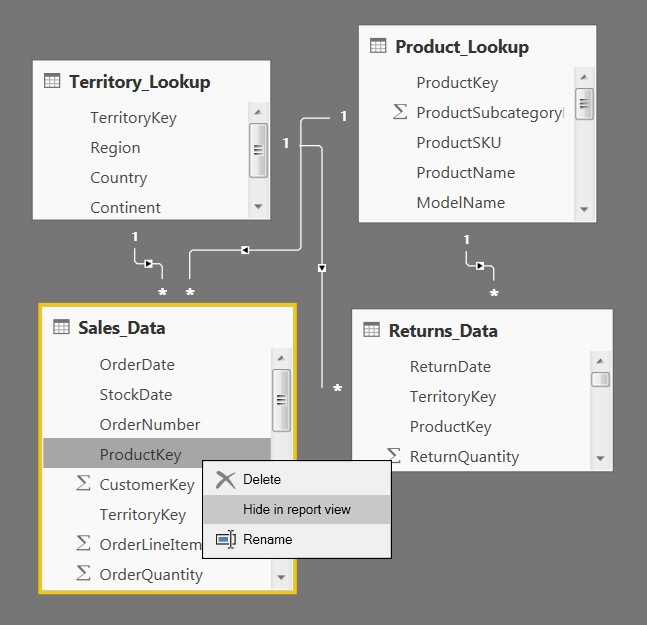 Territory_Lookup
TerritoryKey
Region
Country
Continent
Product_Lookup
ProductKey
Σ ProductSubcategoryI
ProductSKU
ProductName
ModelName
1
1
1
1
*
*
*
*
Sales_Data
OrderDate
StockDate
OrderNumber
ProductKey
Σ CustomerKey
TerritoryKey
Σ OrderLineItem
Σ OrderQuantity
Delete
Hide in report view
Rename
Returns_Data
ReturnDate
TerritoryKey
ProductKey
Σ ReturnQuantity